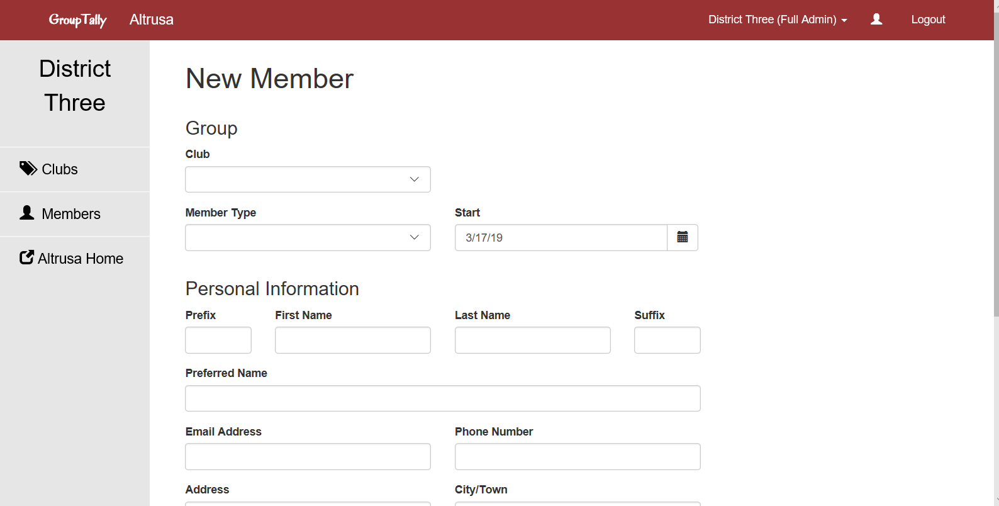 GroupTally Altrusa District Three (Full Admin) Logout
District
Three
Clubs
Members
Altrusa Home
New Member
Group
Club
Member Type Start
3/17/19
Personal Information
Prefix First Name Last Name Suffix
Preferred Name
Email Address Phone Number
Address City/Town